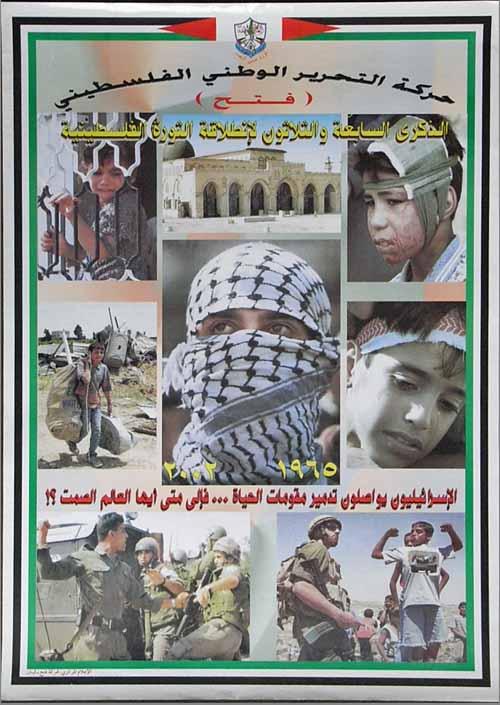 حركة التحرير الوطني الفلسطيني
( فتح )
الذكرى السابعة والثلاثون لإنطلاقة الثورة الفلسطينية
١٩٦٥ ٢٠٠٢
الإسرائيليون يواصلون تدمير مقومات الحياة ... فإلى متى أيها العالم الصمت ؟!